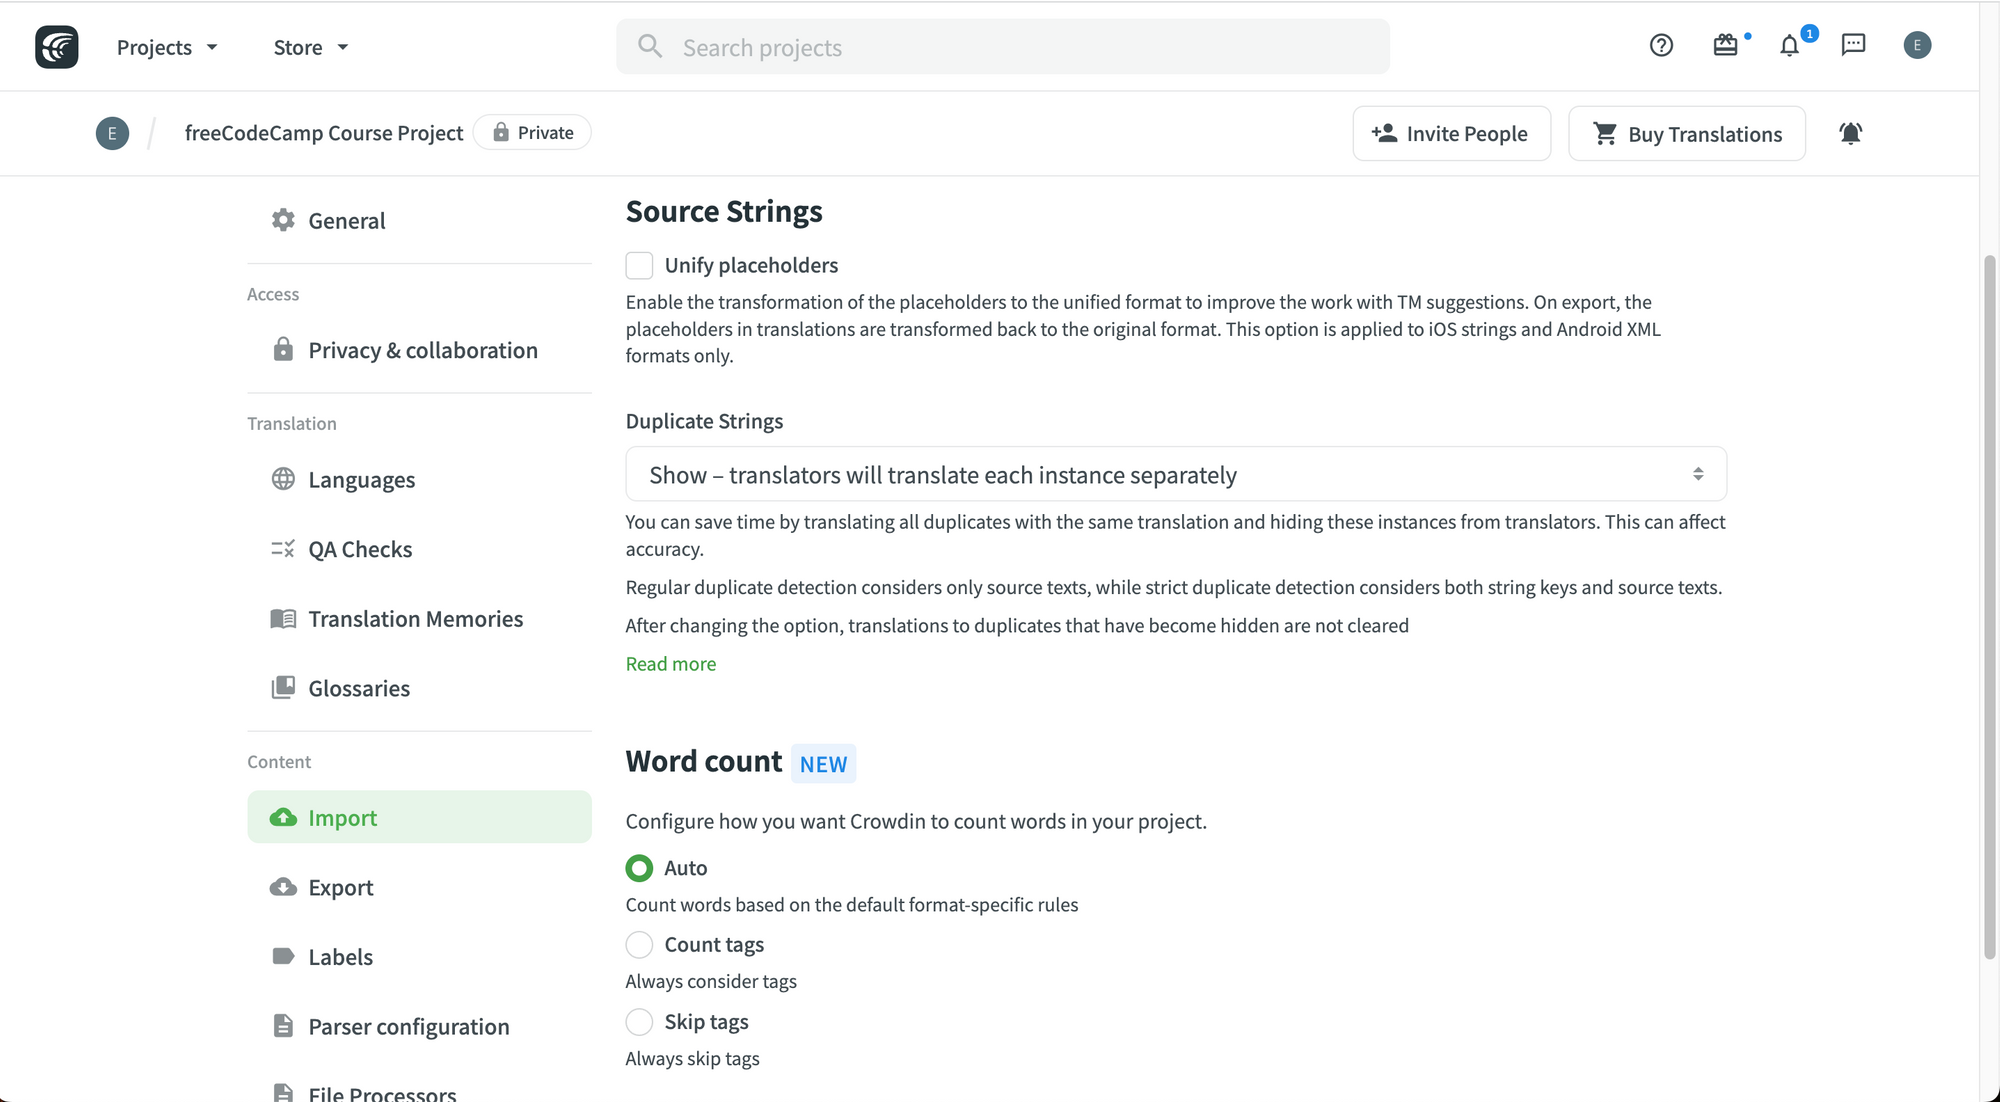 Projects
Store
Search projects
1
E
E
/
freeCodeCamp Course Project
Private
Invite People
Buy Translations
General
Access
Privacy & collaboration
Translation
Languages
QA Checks
Translation Memories
Glossaries
Content
Import
Export
Labels
Parser configuration
File Processors
Source Strings
Unify placeholders
Enable the transformation of the placeholders to the unified format to improve the work with TM suggestions. On export, the
placeholders in translations are transformed back to the original format. This option is applied to iOS strings and Android XML
formats only.
Duplicate Strings
Show – translators will translate each instance separately
You can save time by translating all duplicates with the same translation and hiding these instances from translators. This can affect
accuracy.
Regular duplicate detection considers only source texts, while strict duplicate detection considers both string keys and source texts.
After changing the option, translations to duplicates that have become hidden are not cleared
Read more
Word count NEW
Configure how you want Crowdin to count words in your project.
Auto
Count words based on the default format-specific rules
Count tags
Always consider tags
Skip tags
Always skip tags